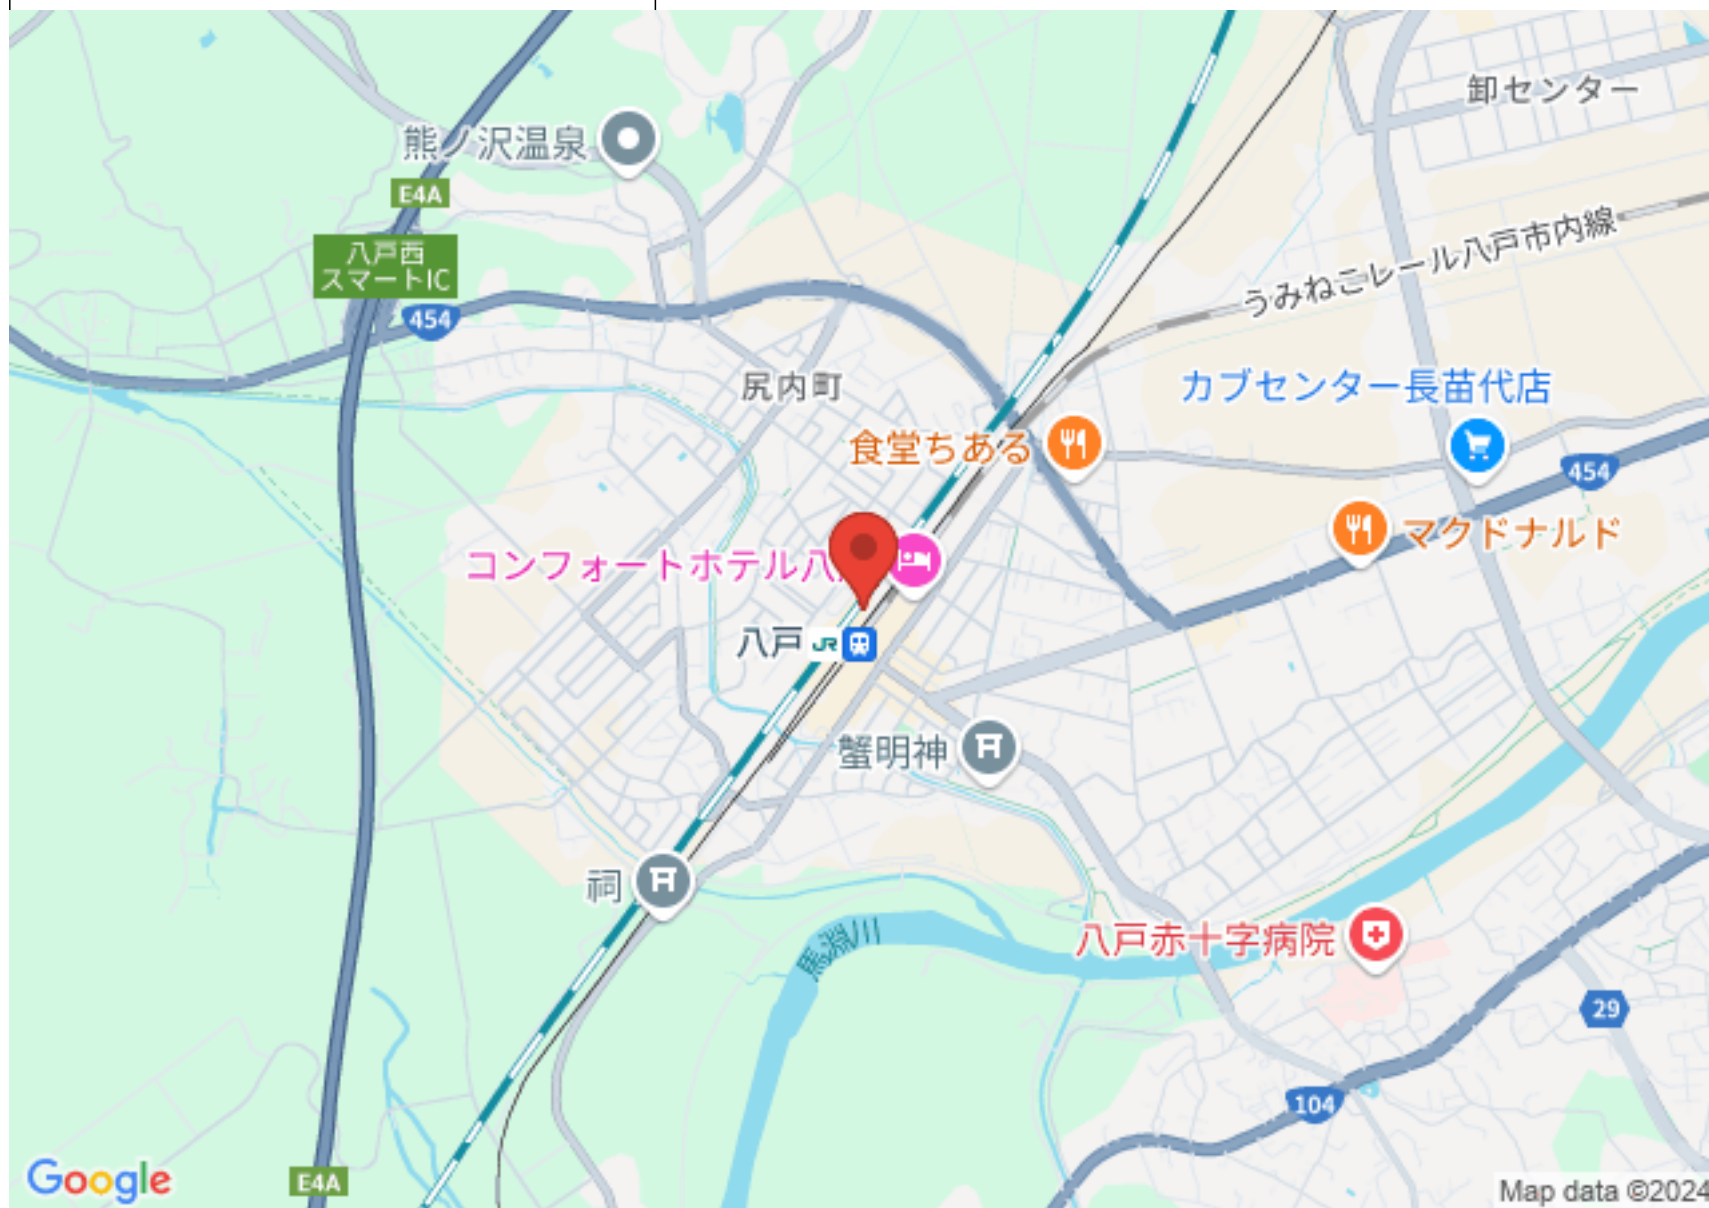 卸センター
熊ノ沢温泉
E4A
八戸西
スマートIC
うみねこレール八戸市内線
454
尻内町
カブセンター長苗代店
食堂ちある
454
マクドナルド
コンフォートホテル八
八戸 JR
蟹明神
祠
馬淵川
八戸赤十字病院
29
104
E4A
Google
Map data ©2024